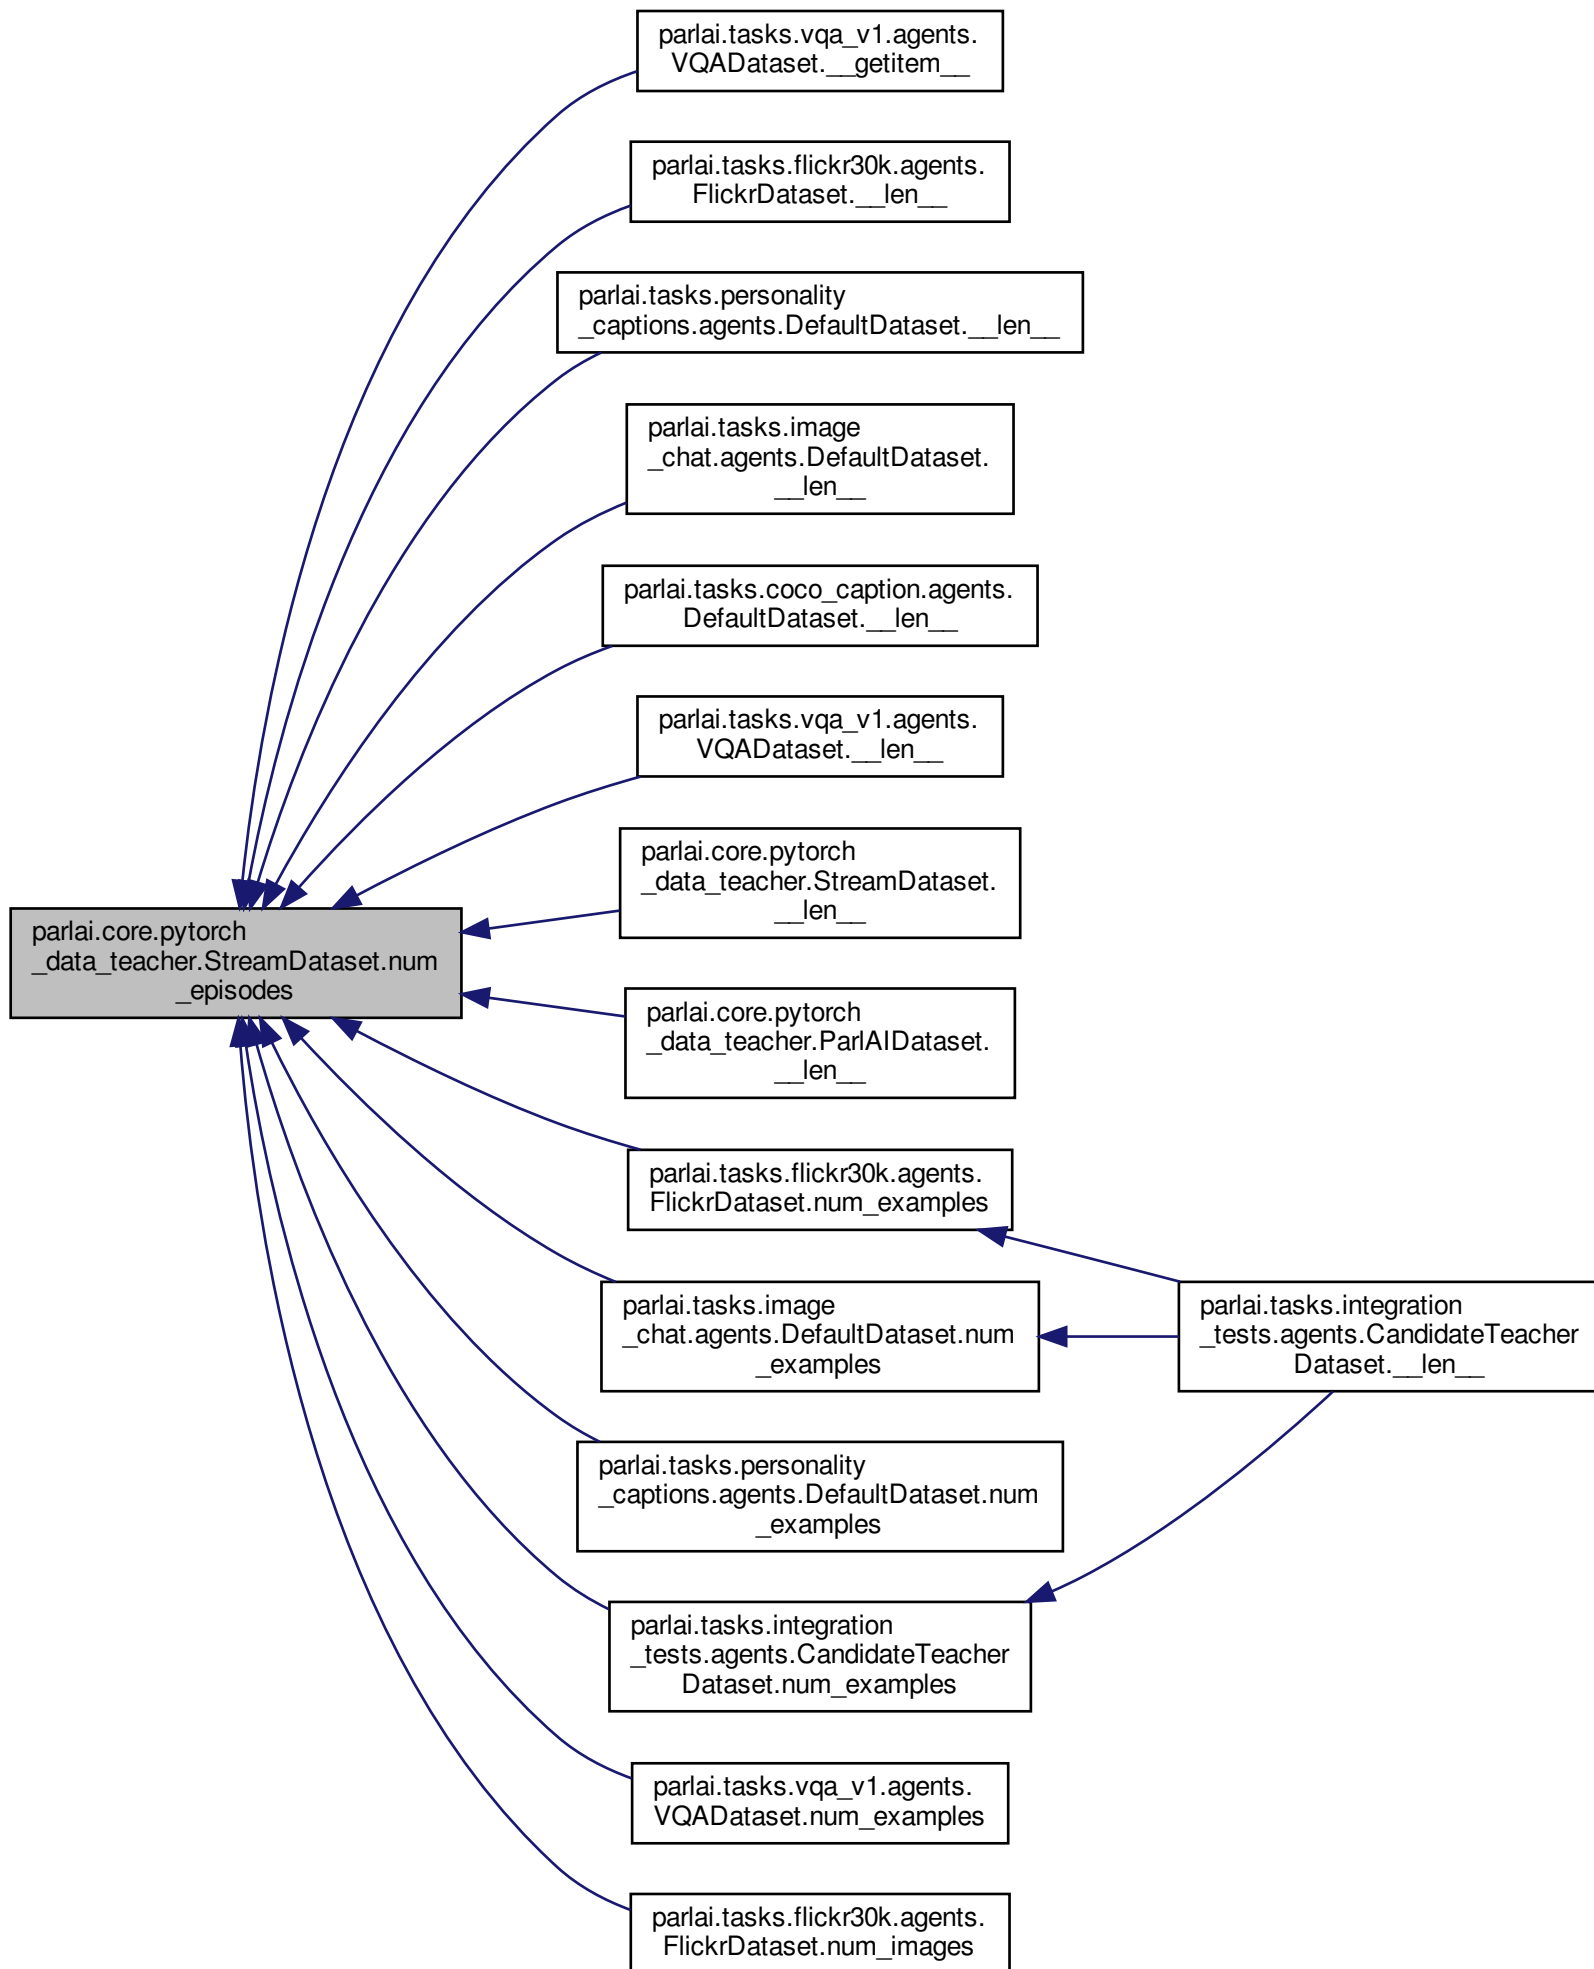 parlai.tasks.vqa_v1.agents.
VQADataset.__getitem__
parlai.tasks.flickr30k.agents.
FlickrDataset.__len__
parlai.tasks.personality
_captions.agents.DefaultDataset.__len__
parlai.tasks.image
_chat.agents.DefaultDataset.
__len__
parlai.tasks.coco_caption.agents.
DefaultDataset.__len__
parlai.tasks.vqa_v1.agents.
VQADataset.__len__
parlai.core.pytorch
_data_teacher.StreamDataset.
__len__
parlai.core.pytorch
_data_teacher.StreamDataset.num
_episodes
parlai.core.pytorch
_data_teacher.ParlAIDataset.
__len__
parlai.tasks.flickr30k.agents.
FlickrDataset.num_examples
parlai.tasks.image
_chat.agents.DefaultDataset.num
_examples
parlai.tasks.integration
_tests.agents.CandidateTeacher
Dataset.__len__
parlai.tasks.personality
_captions.agents.DefaultDataset.num
_examples
parlai.tasks.integration
_tests.agents.CandidateTeacher
Dataset.num_examples
parlai.tasks.vqa_v1.agents.
VQADataset.num_examples
parlai.tasks.flickr30k.agents.
FlickrDataset.num_images